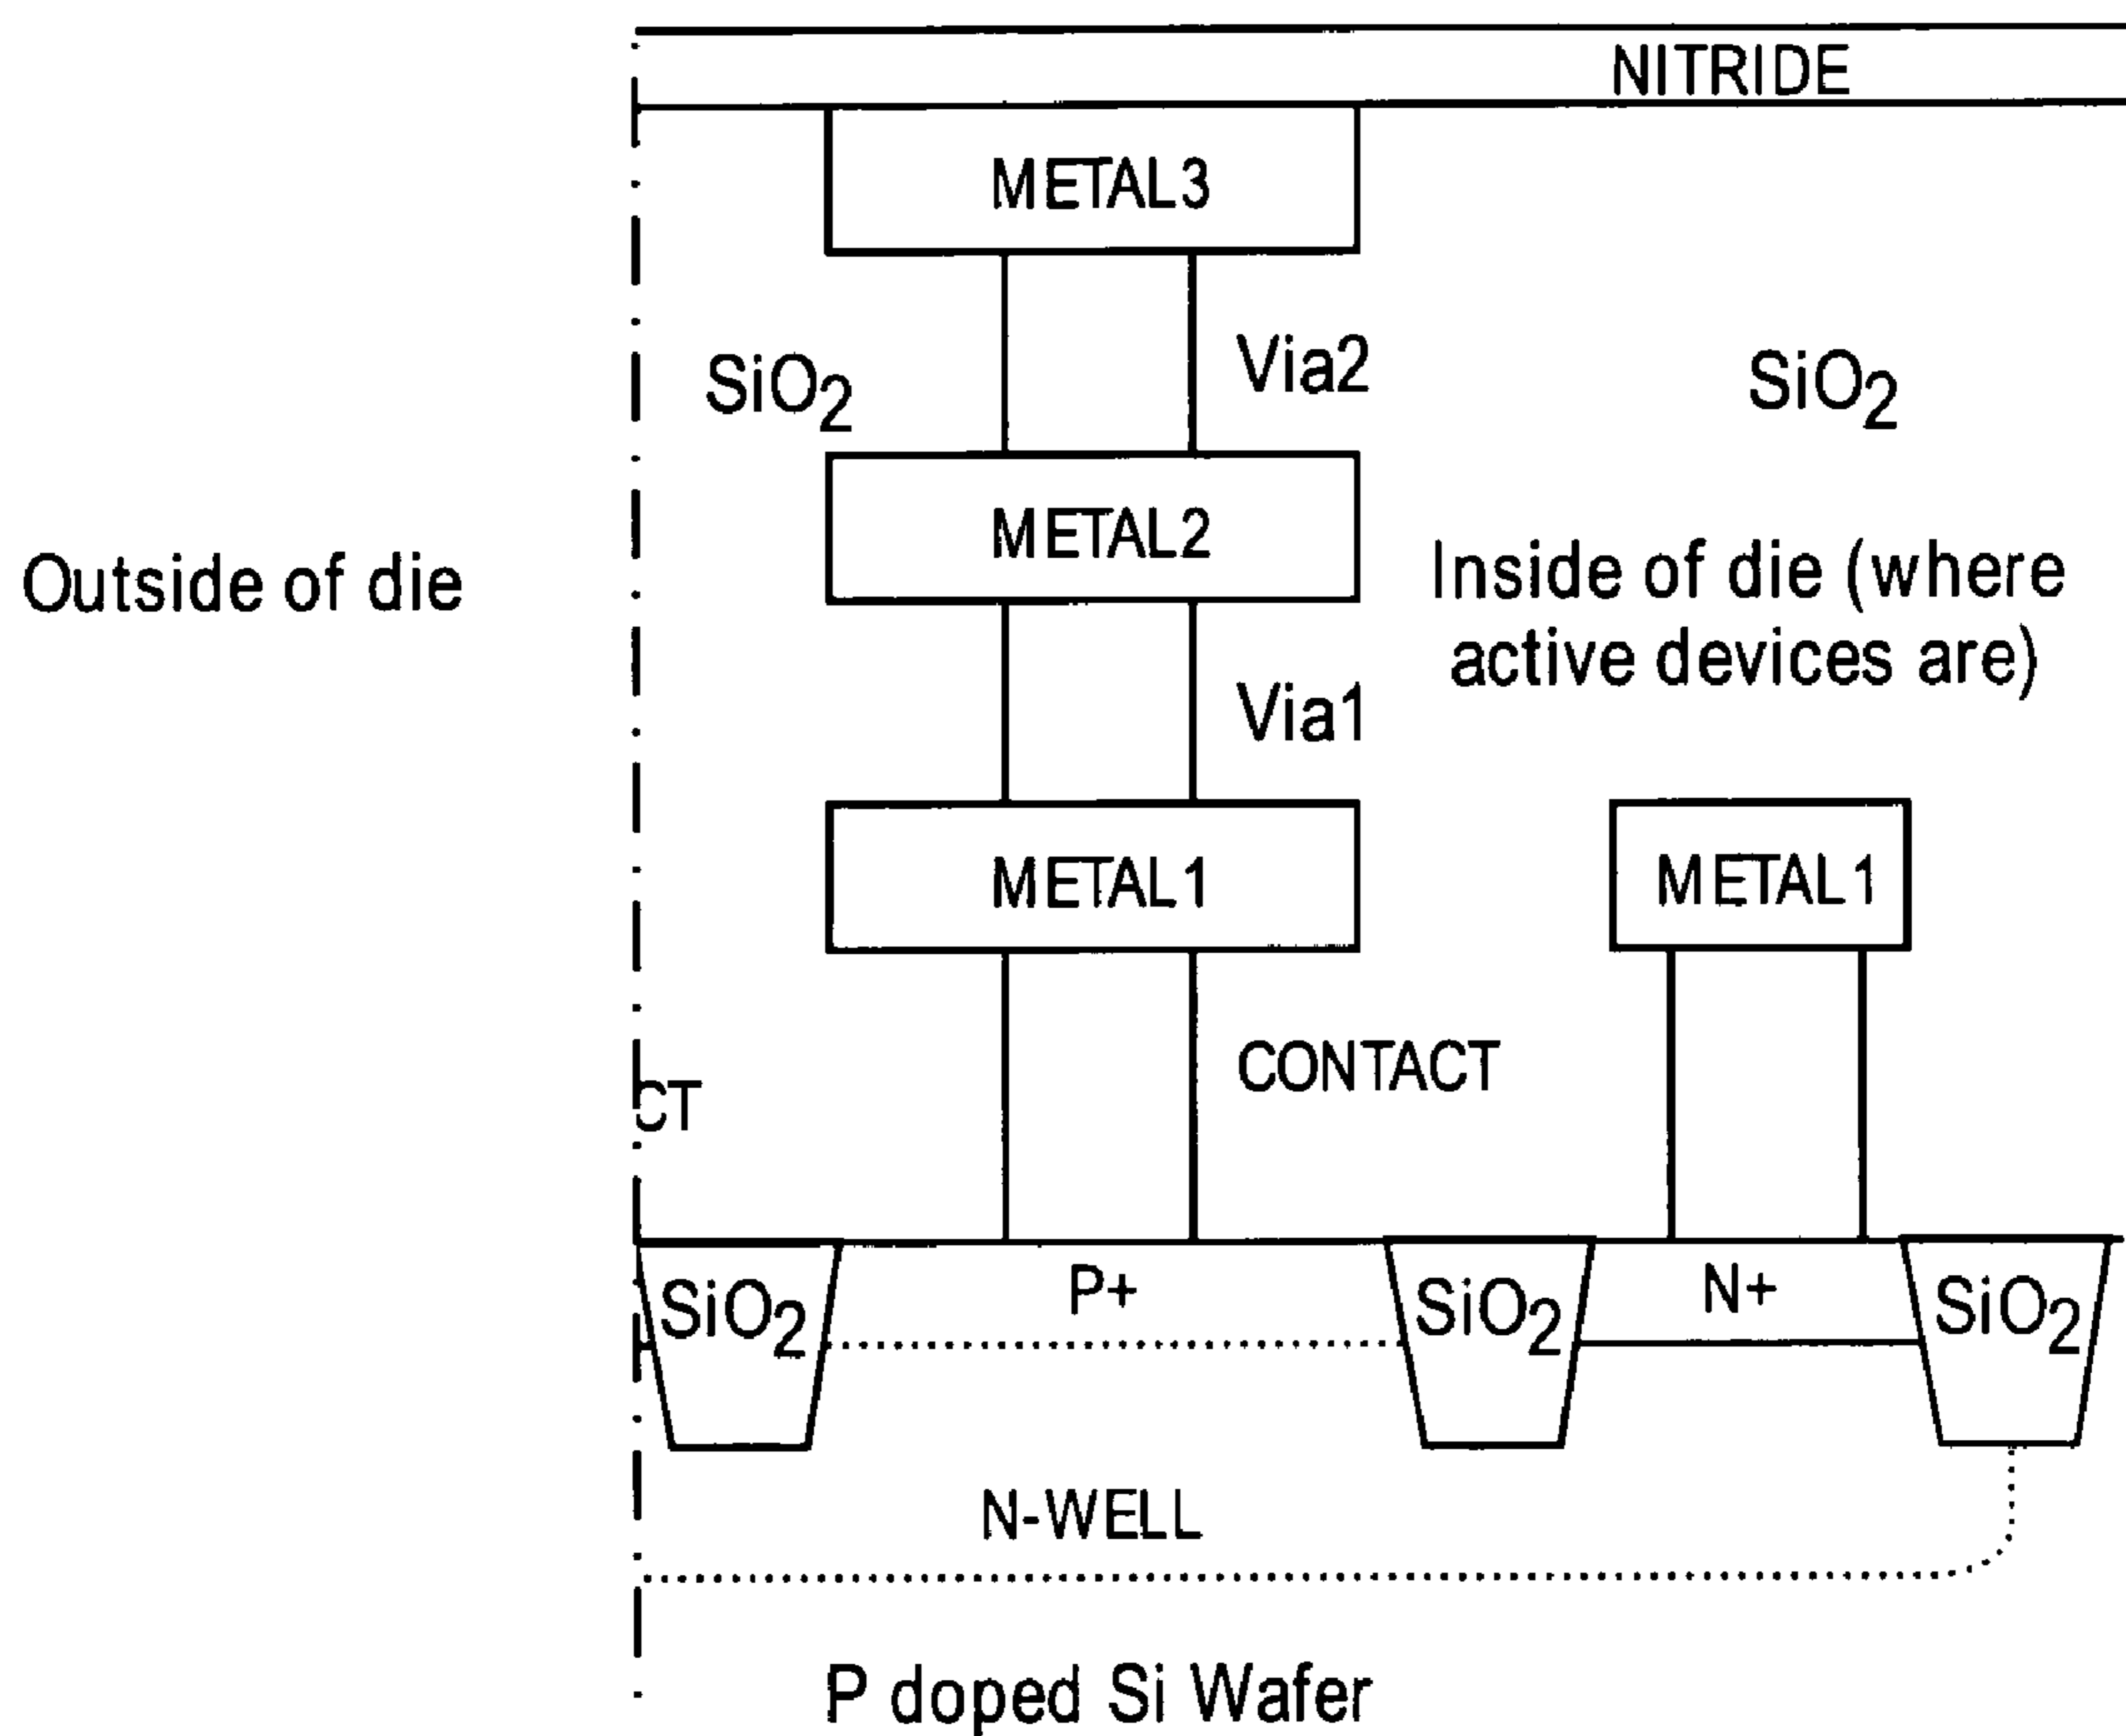 NITRIDE
METAL3
SiO2 Via2 SiO2
METAL2
Outside of die
Inside of die (where
active devices are)
Via1
METAL1 METAL1
CONTACT
CT
SiO2 P+ SiO2 N+ SiO2
N-WELL
P doped Si Wafer